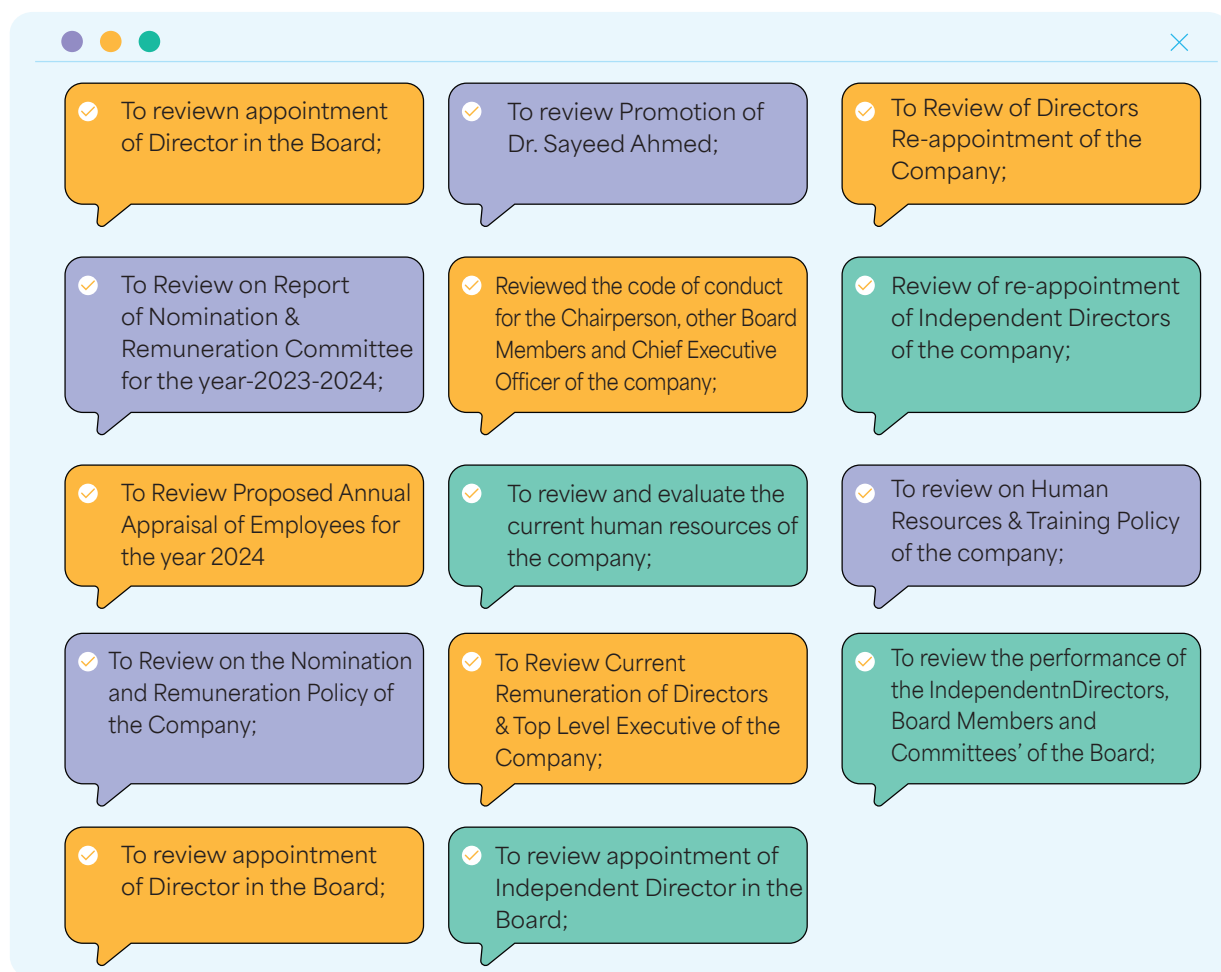 To reviewn appointment
of Director in the Board;
To review Promotion of
Dr. Sayeed Ahmed;
To Review of Directors
Re-appointment of the
Company;
To Review on Report
of Nomination &
Remuneration Committee
for the year-2023-2024;
Reviewed the code of conduct
for the Chairperson, other Board
Members and Chief Executive
Officer of the company;
Review of re-appointment
of Independent Directors
of the company;
To Review Proposed Annual
Appraisal of Employees for
the year 2024
To review and evaluate the
current human resources of
the company;
To review on Human
Resources & Training Policy
of the company;
To Review on the Nomination
and Remuneration Policy of
the Company;
To Review Current
Remuneration of Directors
& Top Level Executive of the
Company;
To review the performance of
the IndependentnDirectors,
Board Members and
Committees’ of the Board;
To review appointment
of Director in the Board;
To review appointment of
Independent Director in the
Board;